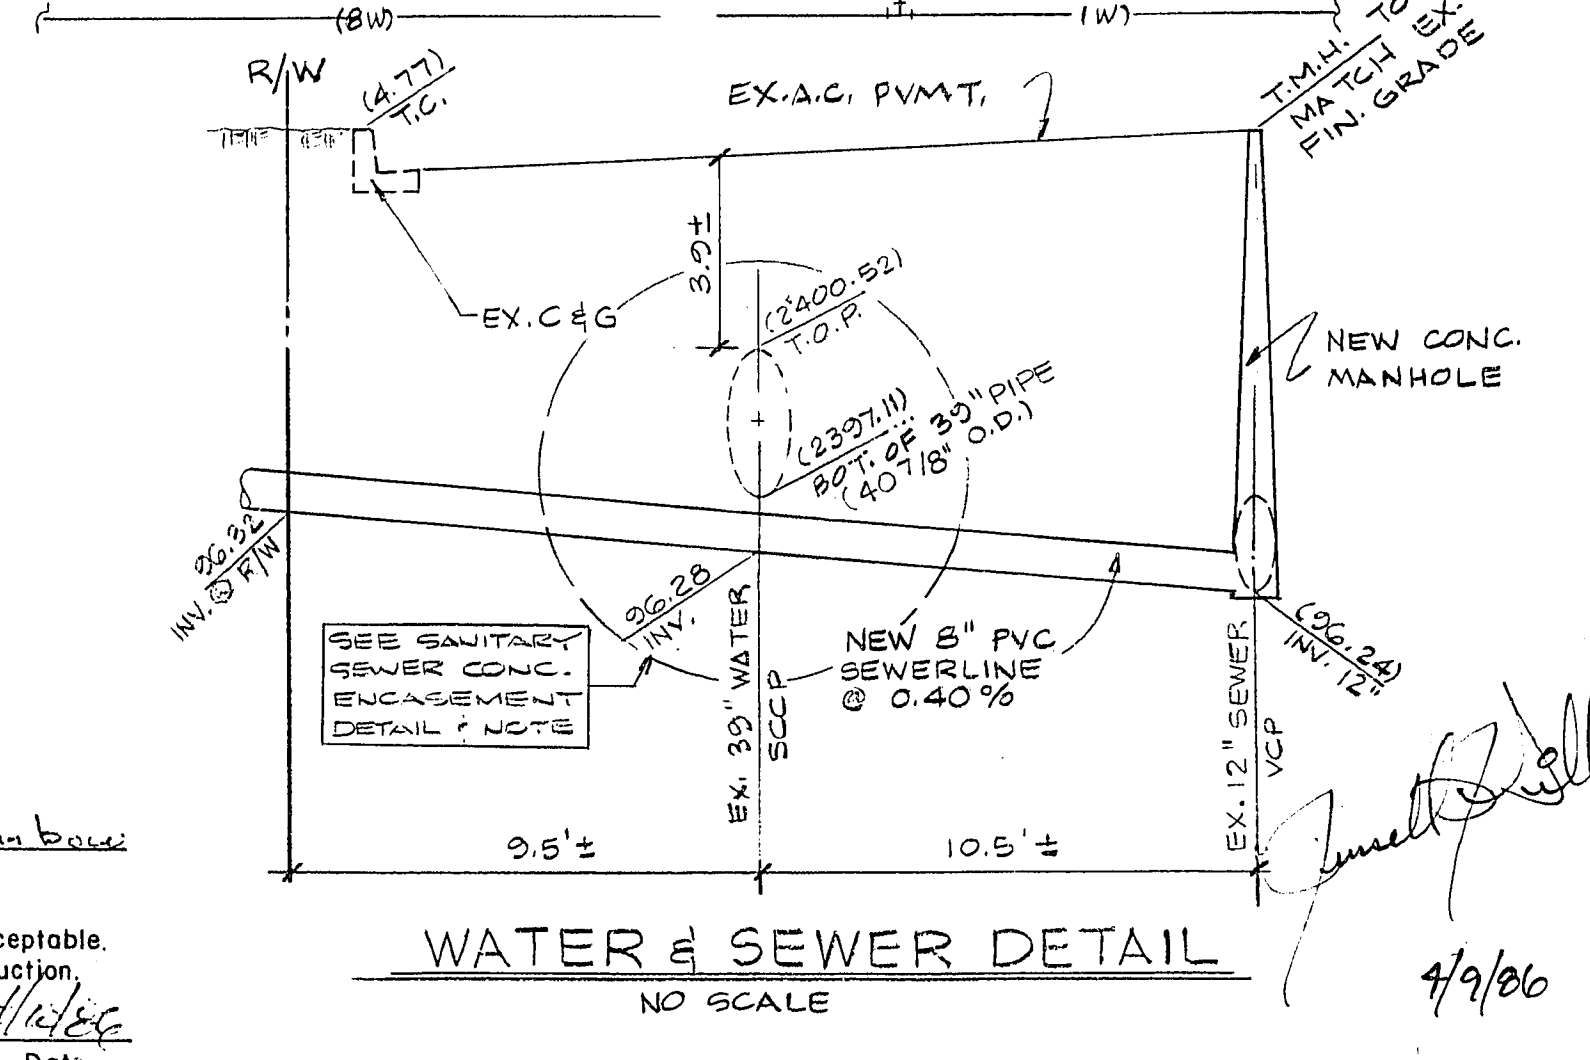 (8W)
1W)
R/W
(4.77)
T.C.
EX. A.C. PVMT.
T.M.H. TO
MATCH EX.
FIN. GRADE
3.9±
EX. C & G
(2400.52)
T.O.P.
(2397.11)
BOT. OF 39" PIPE
(40 7/8" O.D.)
NEW CONC.
MANHOLE
96.32
INV. @ R/W
96.28
INV.
SEE SANITARY
SEWER CONC.
ENCASEMENT
DETAIL & NOTE
NEW 8" PVC
SEWERLINE
@ 0.40%
(96.24)
INV. 12"
EX. 39" WATER
SCCP
EX. 12" SEWER
VCP
9.5'±
10.5'±
ceptable.
uction.
WATER & SEWER DETAIL
NO SCALE
4/9/86
Date